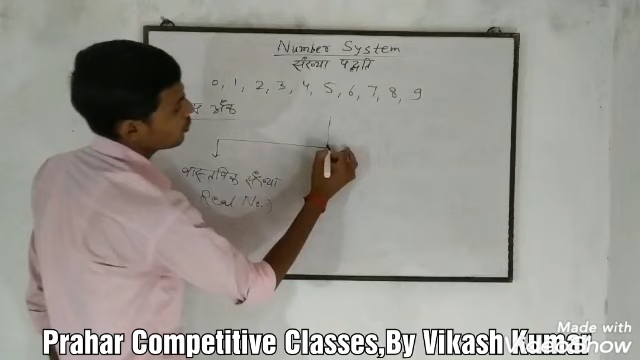 Number System
संख्या पद्धति
0, 1, 2, 3, 4, 5, 6, 7, 8, 9
अंक
वास्तविक संख्या
Real No.
Prahar Competitive Classes,By Vikash Kumar
Made with
VideoShow